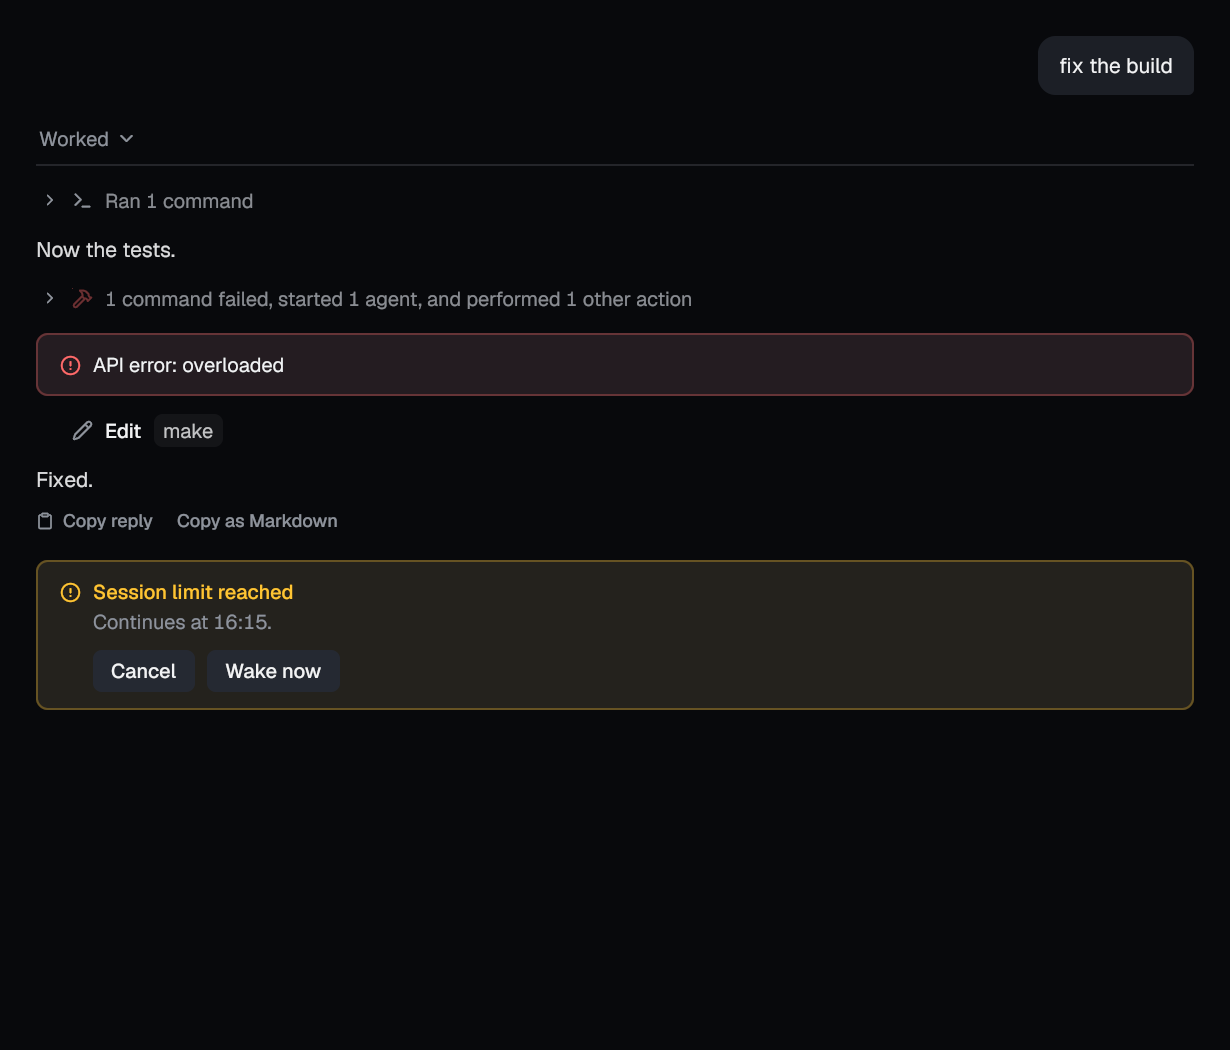 fix the build
Worked
Ran 1 command
Now the tests.
1 command failed, started 1 agent, and performed 1 other action
API error: overloaded
Edit make
Fixed.
Copy reply Copy as Markdown
Session limit reached
Continues at 16:15.
Cancel Wake now